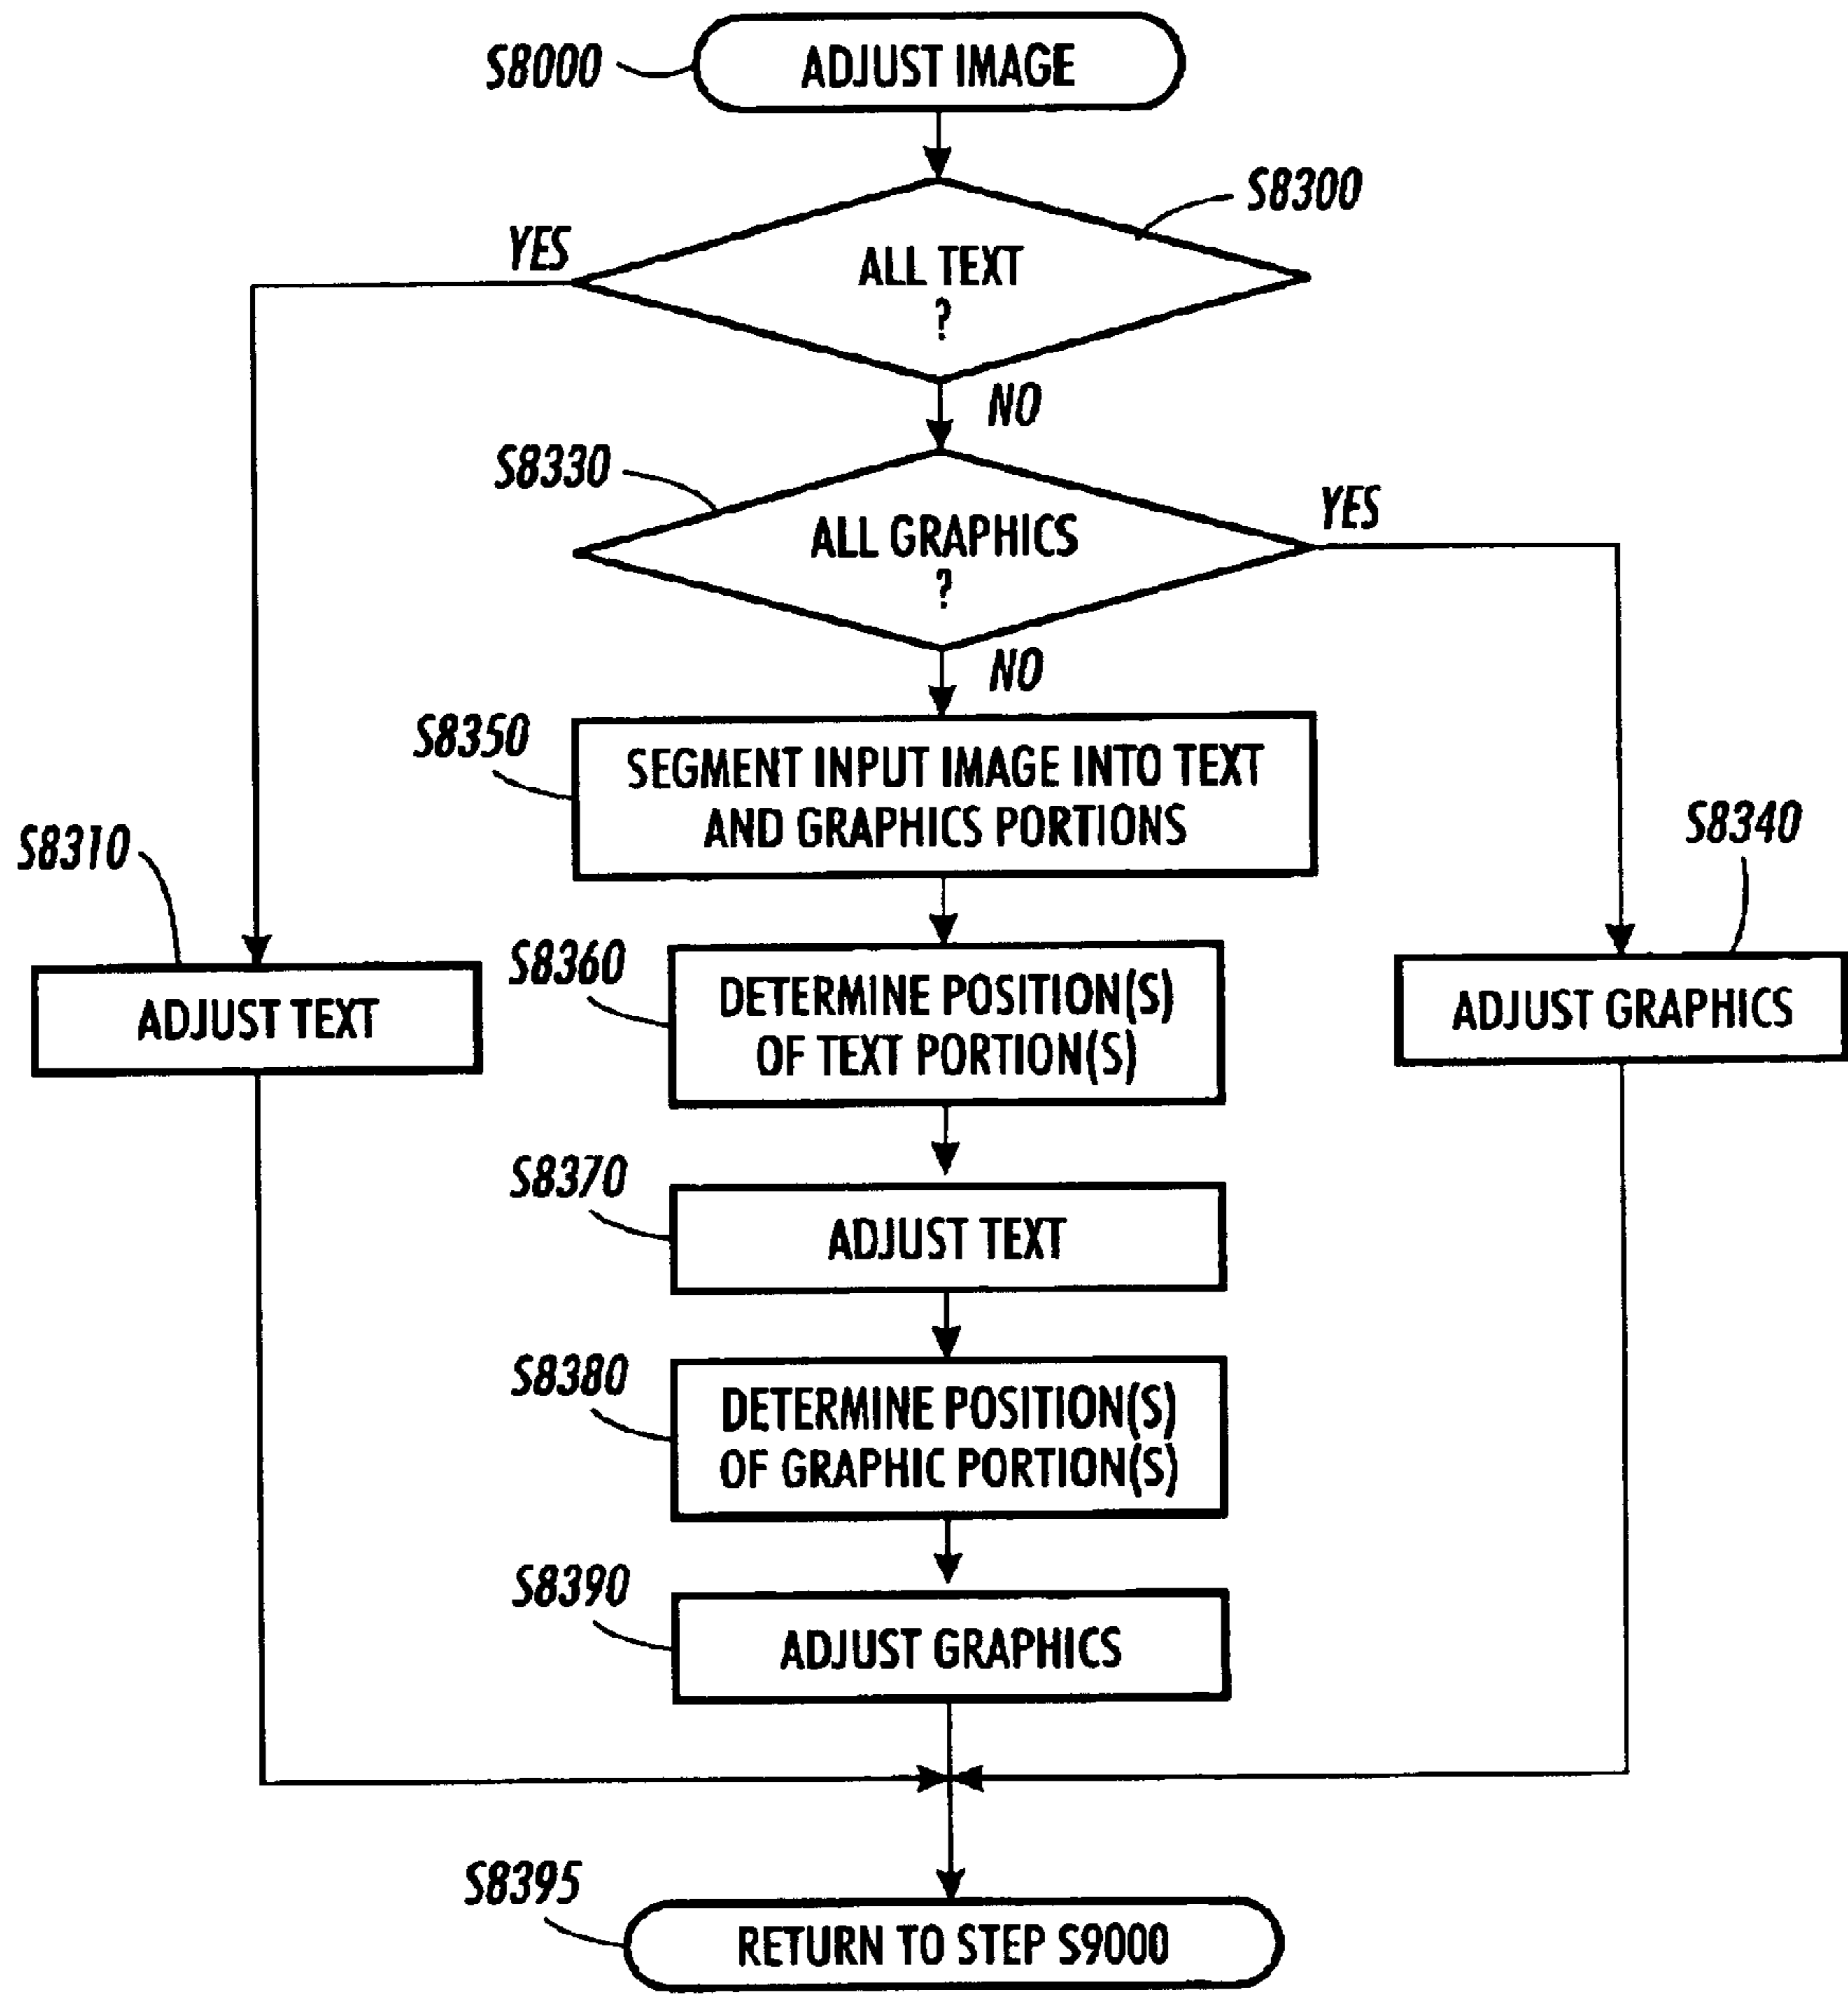 S8000
ADJUST IMAGE
S8300
YES
ALL TEXT
?
NO
S8330
YES
ALL GRAPHICS
?
NO
S8350
SEGMENT INPUT IMAGE INTO TEXT
AND GRAPHICS PORTIONS
S8310
S8340
S8360
DETERMINE POSITION(S)
OF TEXT PORTION(S)
ADJUST TEXT
ADJUST GRAPHICS
S8370
ADJUST TEXT
S8380
DETERMINE POSITION(S)
OF GRAPHIC PORTION(S)
S8390
ADJUST GRAPHICS
S8395
RETURN TO STEP S9000